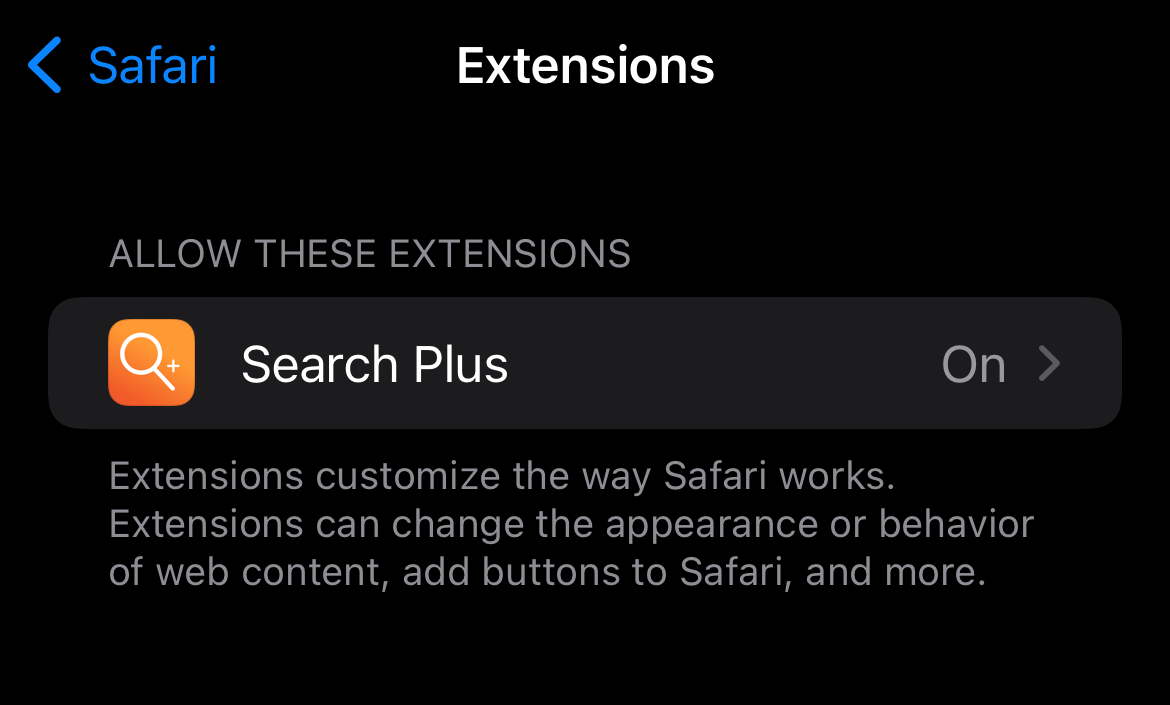 Safari
Extensions
ALLOW THESE EXTENSIONS
Search Plus
On
Extensions customize the way Safari works.
Extensions can change the appearance or behavior
of web content, add buttons to Safari, and more.